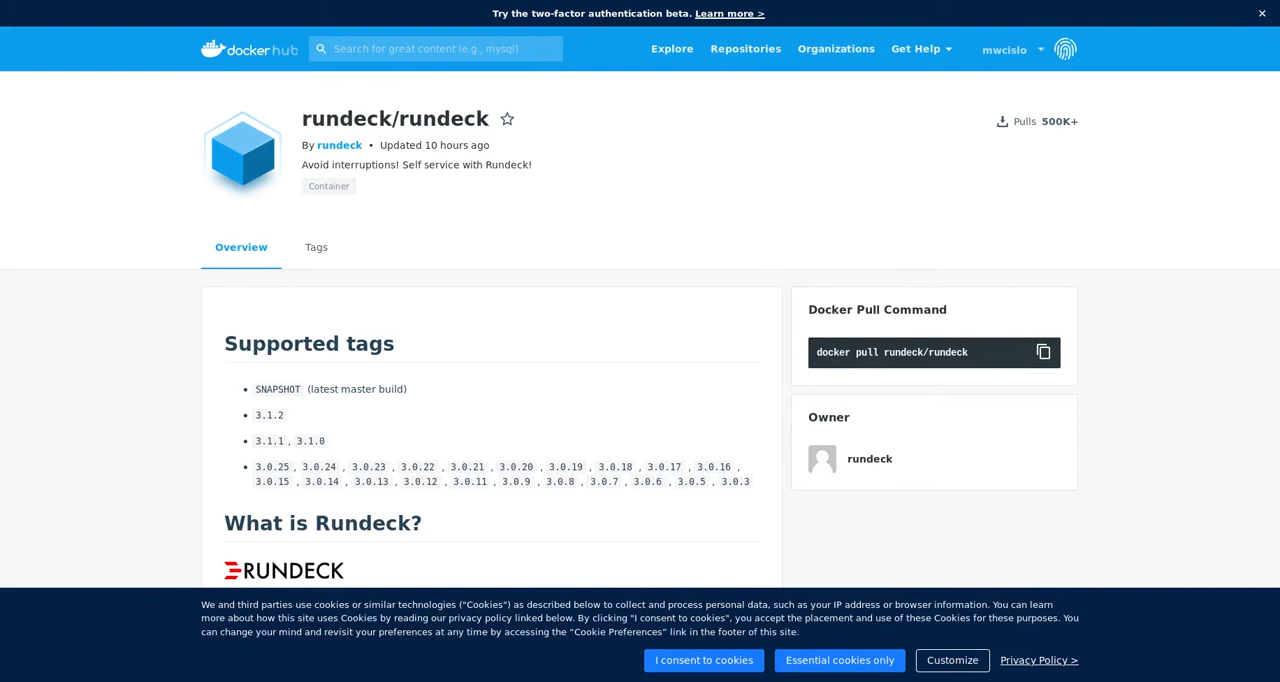 Try the two-factor authentication beta. Learn more >
dockerhub
Search for great content (e.g., mysql)
Explore
Repositories
Organizations
Get Help
mwcislo
rundeck/rundeck
Pulls 500K+
By rundeck • Updated 10 hours ago
Avoid interruptions! Self service with Rundeck!
Container
Overview
Tags
Supported tags
SNAPSHOT (latest master build)
3.1.2
3.1.1 , 3.1.0
3.0.25 , 3.0.24 , 3.0.23 , 3.0.22 , 3.0.21 , 3.0.20 , 3.0.19 , 3.0.18 , 3.0.17 , 3.0.16 ,
3.0.15 , 3.0.14 , 3.0.13 , 3.0.12 , 3.0.11 , 3.0.9 , 3.0.8 , 3.0.7 , 3.0.6 , 3.0.5 , 3.0.3
What is Rundeck?
RUNDECK
Docker Pull Command
docker pull rundeck/rundeck
Owner
rundeck
We and third parties use cookies or similar technologies ("Cookies") as described below to collect and process personal data, such as your IP address or browser information. You can learn
more about how this site uses Cookies by reading our privacy policy linked below. By clicking "I consent to cookies", you accept the placement and use of these Cookies for these purposes. You
can change your mind and revisit your preferences at any time by accessing the “Cookie Preferences” link in the footer of this site.
I consent to cookies
Essential cookies only
Customize
Privacy Policy >